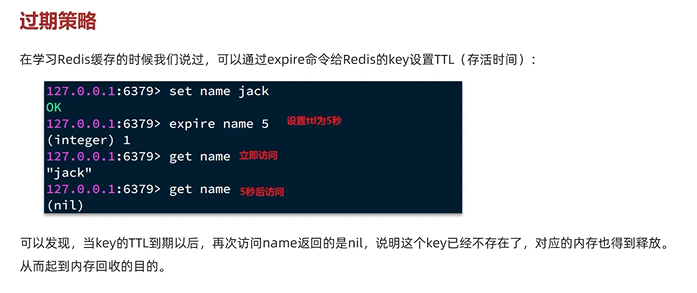 过期策略
在学习Redis缓存的时候我们说过，可以通过expire命令给Redis的key设置TTL（存活时间）：
127.0.0.1:6379> set name jack
OK
127.0.0.1:6379> expire name 5 设置ttl为5秒
(integer) 1
127.0.0.1:6379> get name 立即访问
"jack"
127.0.0.1:6379> get name 5秒后访问
(nil)
可以发现，当key的TTL到期以后，再次访问name返回的是nil，说明这个key已经不存在了，对应的内存也得到释放。
从而起到内存回收的目的。